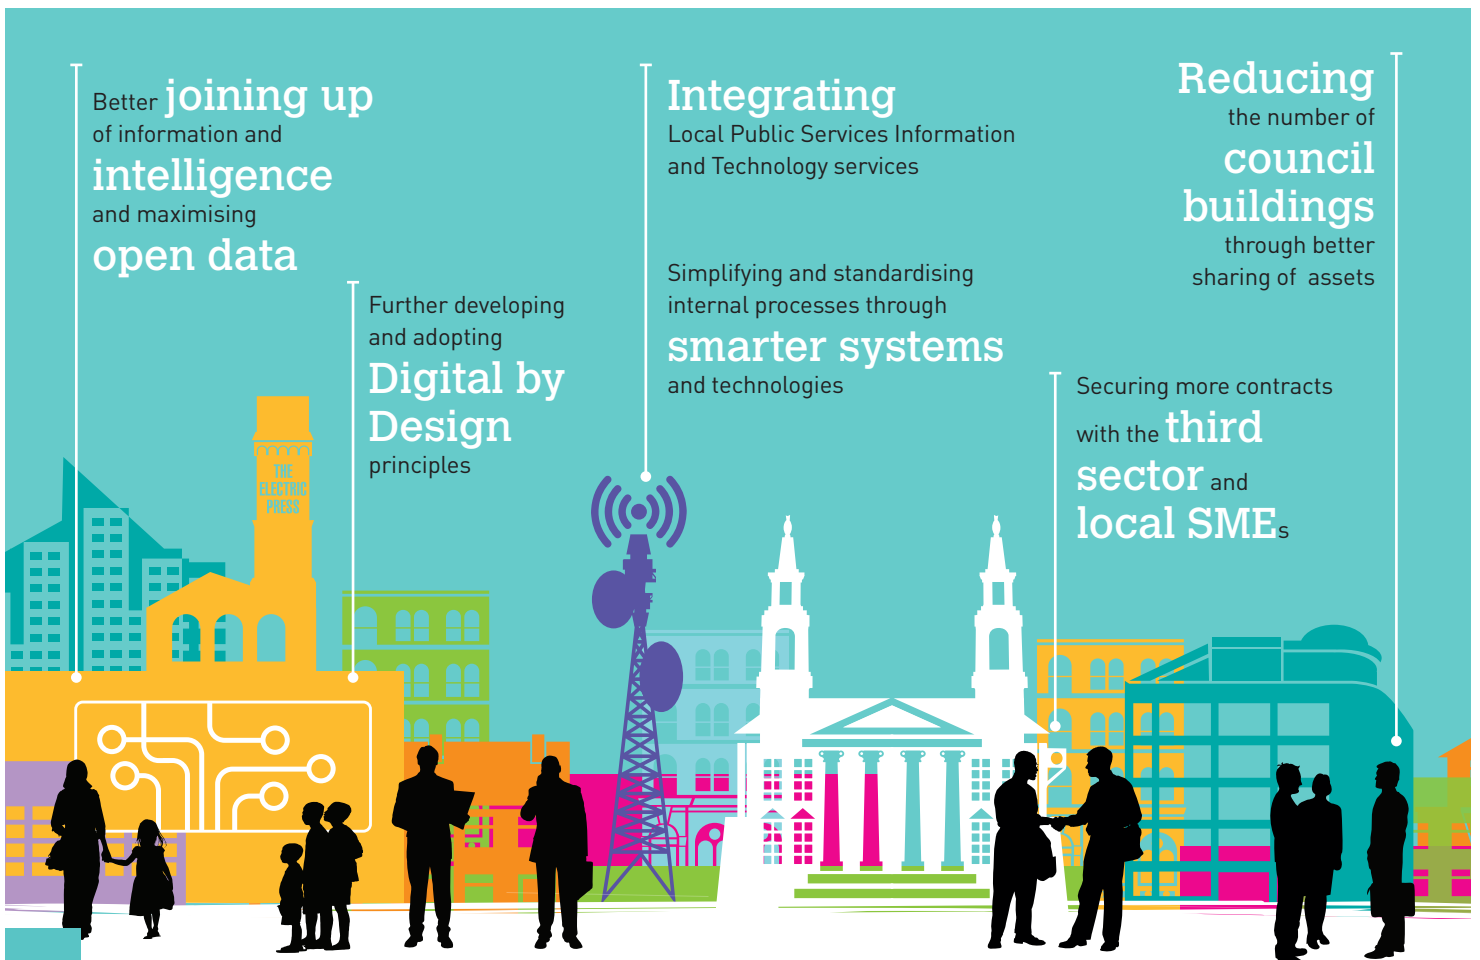 Better joining up
of information and
intelligence
and maximising
open data
Further developing
and adopting
Digital by
Design
principles
Integrating
Local Public Services Information
and Technology services
Simplifying and standardising
internal processes through
smarter systems
and technologies
Reducing
the number of
council
buildings
through better
sharing of assets
Securing more contracts
with the third
sector and
local SMEs
THE
ELECTRIC
PRESS